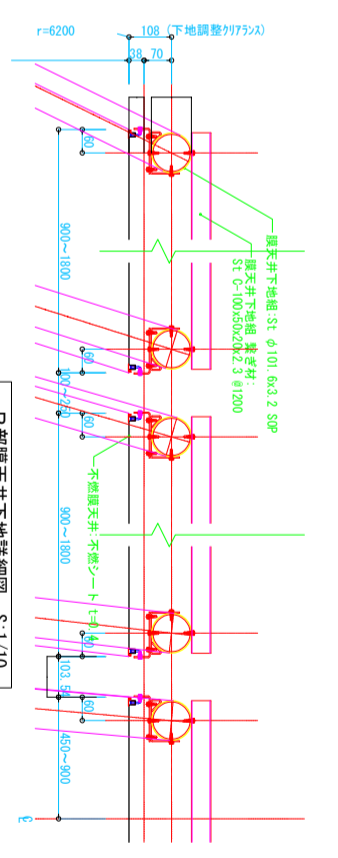 r=6200
108 (下地調整クリアランス)
38 70
60
900~1800
膜天井下地組:St φ101.6x3.2 SOP
膜天井下地組 繋ぎ材:
St C-100x50x20x2.3 @1200
60
100~250
60
不燃膜天井:不燃シート
900~1800
60
103.5
60
450~900